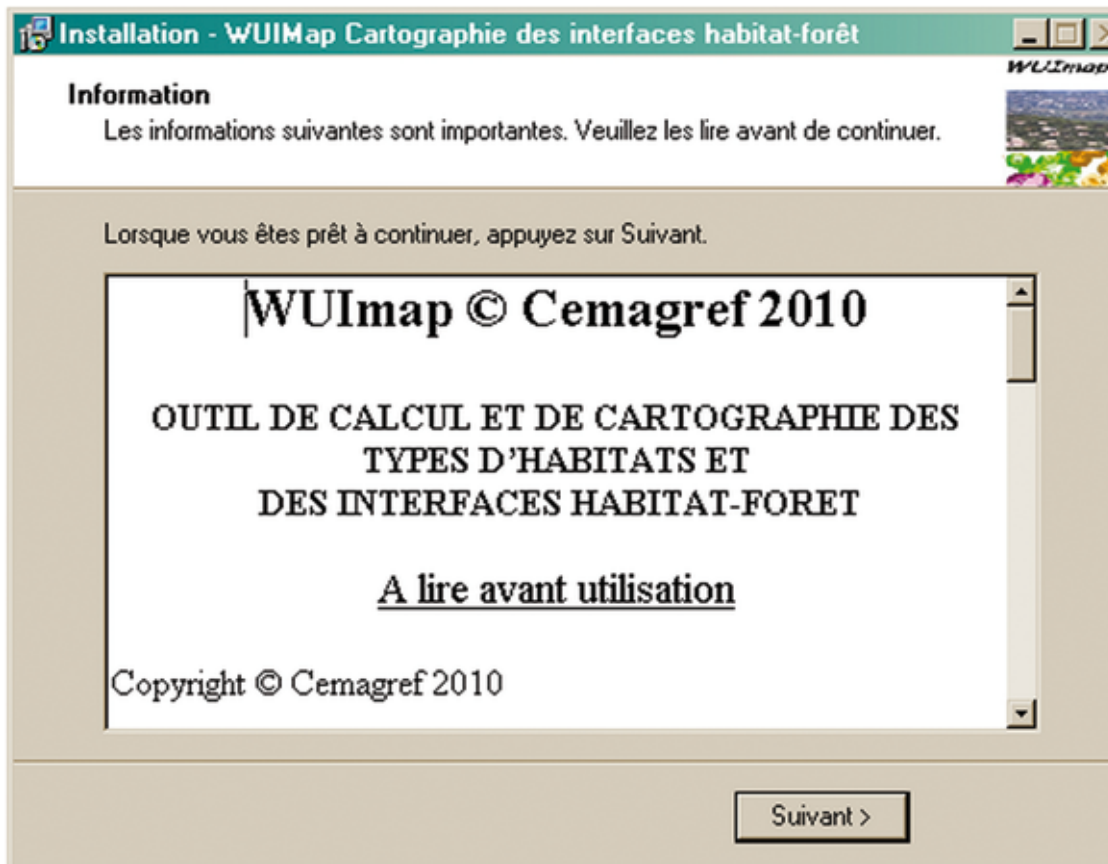 Installation - WUIMap Cartographie des interfaces habitat-forêt
WUImap
Information
Les informations suivantes sont importantes. Veuillez les lire avant de continuer.
Lorsque vous êtes prêt à continuer, appuyez sur Suivant.
WUImap © Cemagref 2010
OUTIL DE CALCUL ET DE CARTOGRAPHIE DES
TYPES D'HABITATS ET
DES INTERFACES HABITAT-FORET
A lire avant utilisation
Copyright © Cemagref 2010
Suivant >